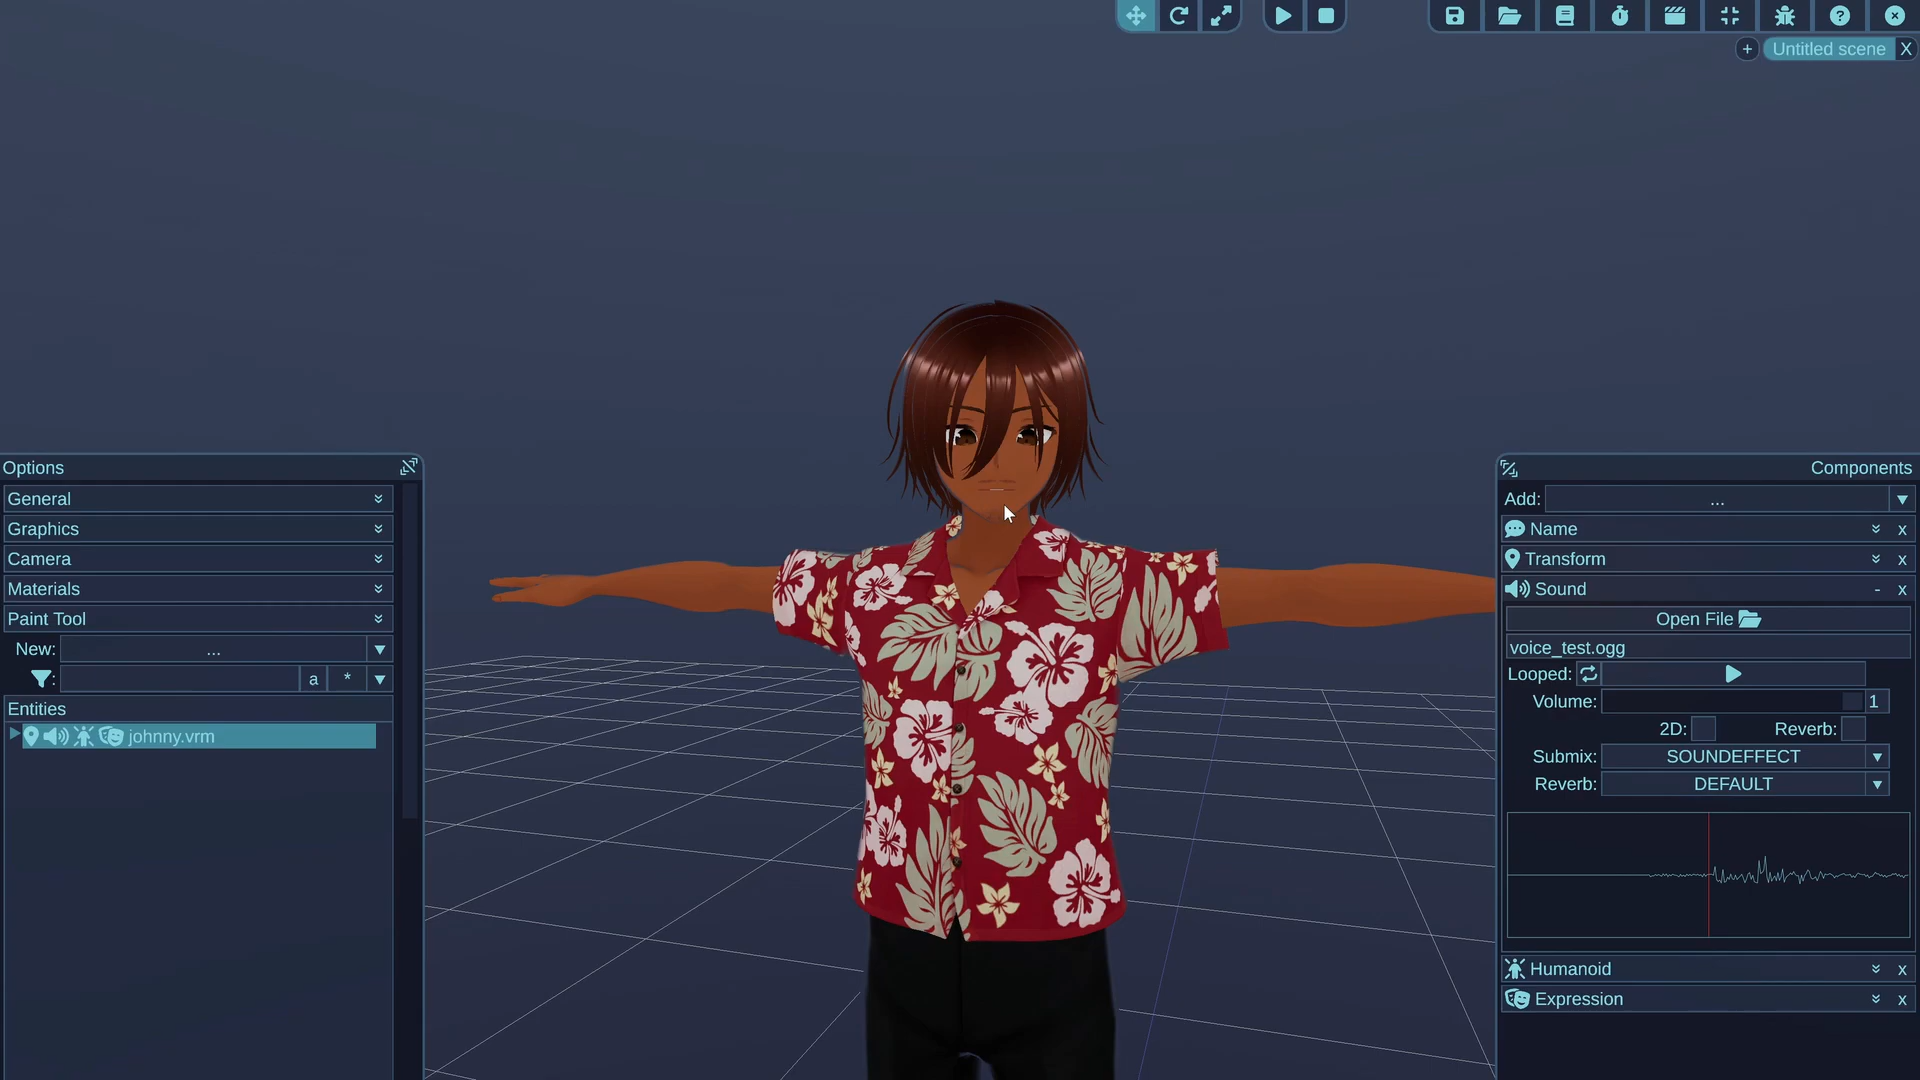 Untitled scene X
Options
General
Graphics
Camera
Materials
Paint Tool
New: ...
: a *
Entities
johnny.vrm
Components
Add: ...
Name x
Transform x
Sound - x
Open File
voice_test.ogg
Looped:
Volume: 1
2D: Reverb:
Submix: SOUNDEFFECT
Reverb: DEFAULT
Humanoid x
Expression x